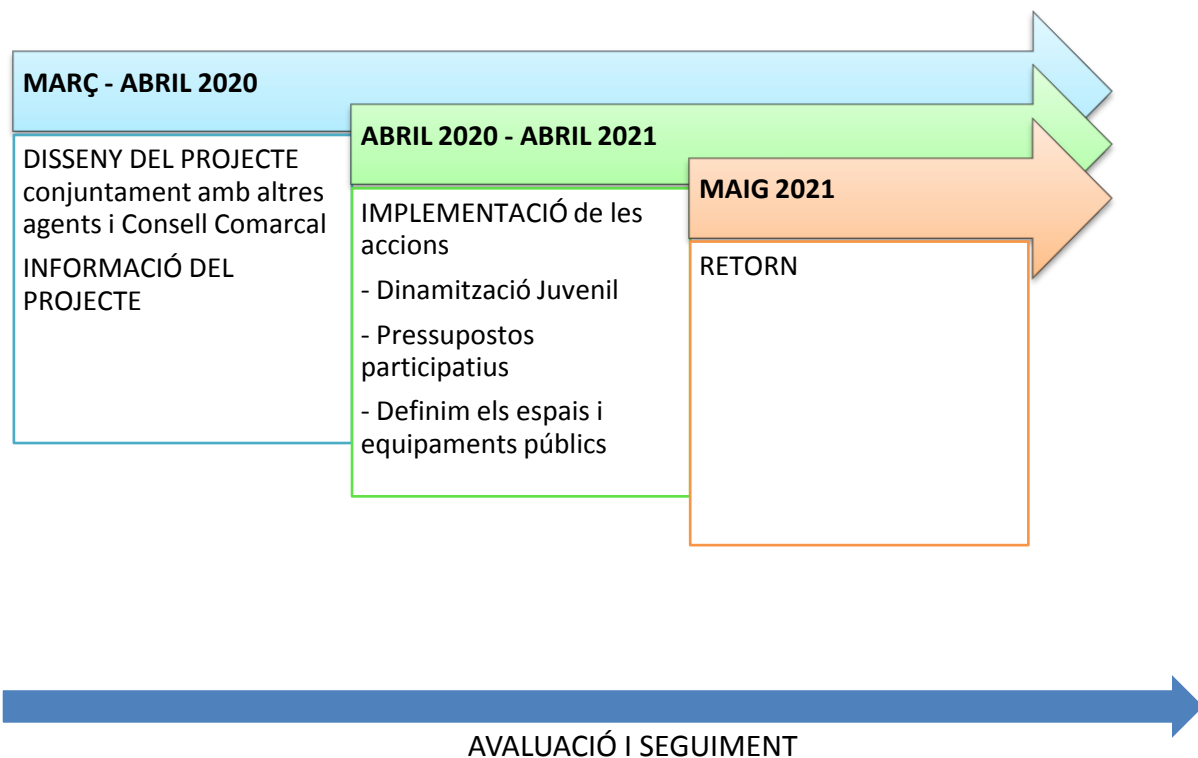 MARÇ - ABRIL 2020
DISSENY DEL PROJECTE
conjuntament amb altres
agents i Consell Comarcal
INFORMACIÓ DEL
PROJECTE
ABRIL 2020 - ABRIL 2021
IMPLEMENTACIÓ de les
accions
- Dinamització Juvenil
- Pressupostos
participatius
- Definim els espais i
equipaments públics
MAIG 2021
RETORN
AVALUACIÓ I SEGUIMENT